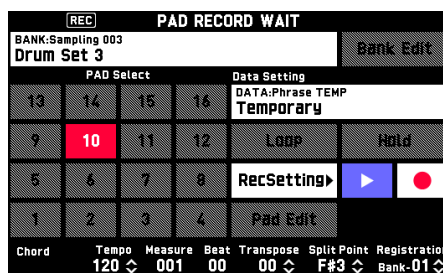 REC PAD RECORD WAIT
BANK:Sampling 003
Drum Set 3
Bank Edit
PAD Select Data Setting
13 14 15 16
DATA:Phrase TEMP
Temporary
9 10 11 12 Loop Hold
5 6 7 8 RecSetting
1 2 3 4 Pad Edit
Chord Tempo Measure Beat Transpose Split Point Registration
120 001 00 00 F#3 Bank-01